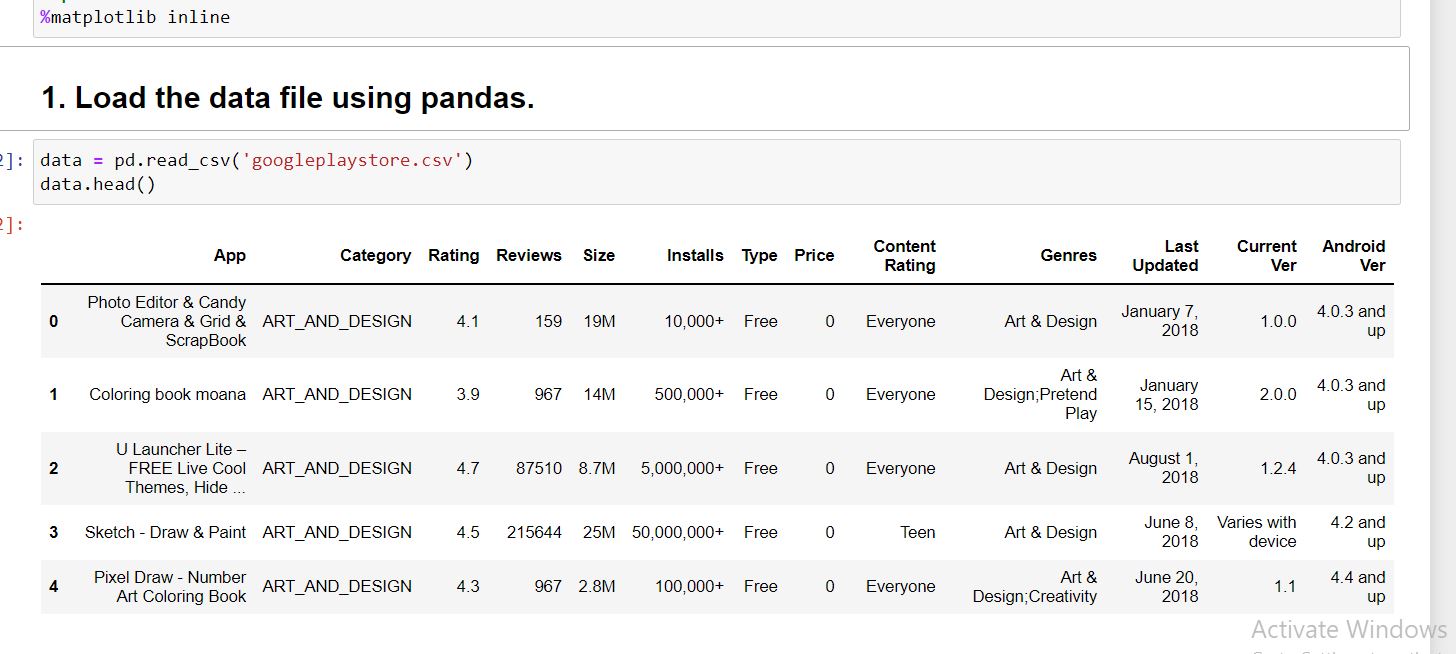 %matplotlib inline
1. Load the data file using pandas.
2]: data = pd.read_csv('googleplaystore.csv')
data.head()
2]:
App Category Rating Reviews Size Installs Type Price Content Rating Genres Last Updated Current Ver Android Ver
0 Photo Editor & Candy Camera & Grid & ScrapBook ART_AND_DESIGN 4.1 159 19M 10,000+ Free 0 Everyone Art & Design January 7, 2018 1.0.0 4.0.3 and up
1 Coloring book moana ART_AND_DESIGN 3.9 967 14M 500,000+ Free 0 Everyone Art & Design;Pretend Play January 15, 2018 2.0.0 4.0.3 and up
2 U Launcher Lite – FREE Live Cool Themes, Hide ... ART_AND_DESIGN 4.7 87510 8.7M 5,000,000+ Free 0 Everyone Art & Design August 1, 2018 1.2.4 4.0.3 and up
3 Sketch - Draw & Paint ART_AND_DESIGN 4.5 215644 25M 50,000,000+ Free 0 Teen Art & Design June 8, 2018 Varies with device 4.2 and up
4 Pixel Draw - Number Art Coloring Book ART_AND_DESIGN 4.3 967 2.8M 100,000+ Free 0 Everyone Art & Design;Creativity June 20, 2018 1.1 4.4 and up
Activate Windows